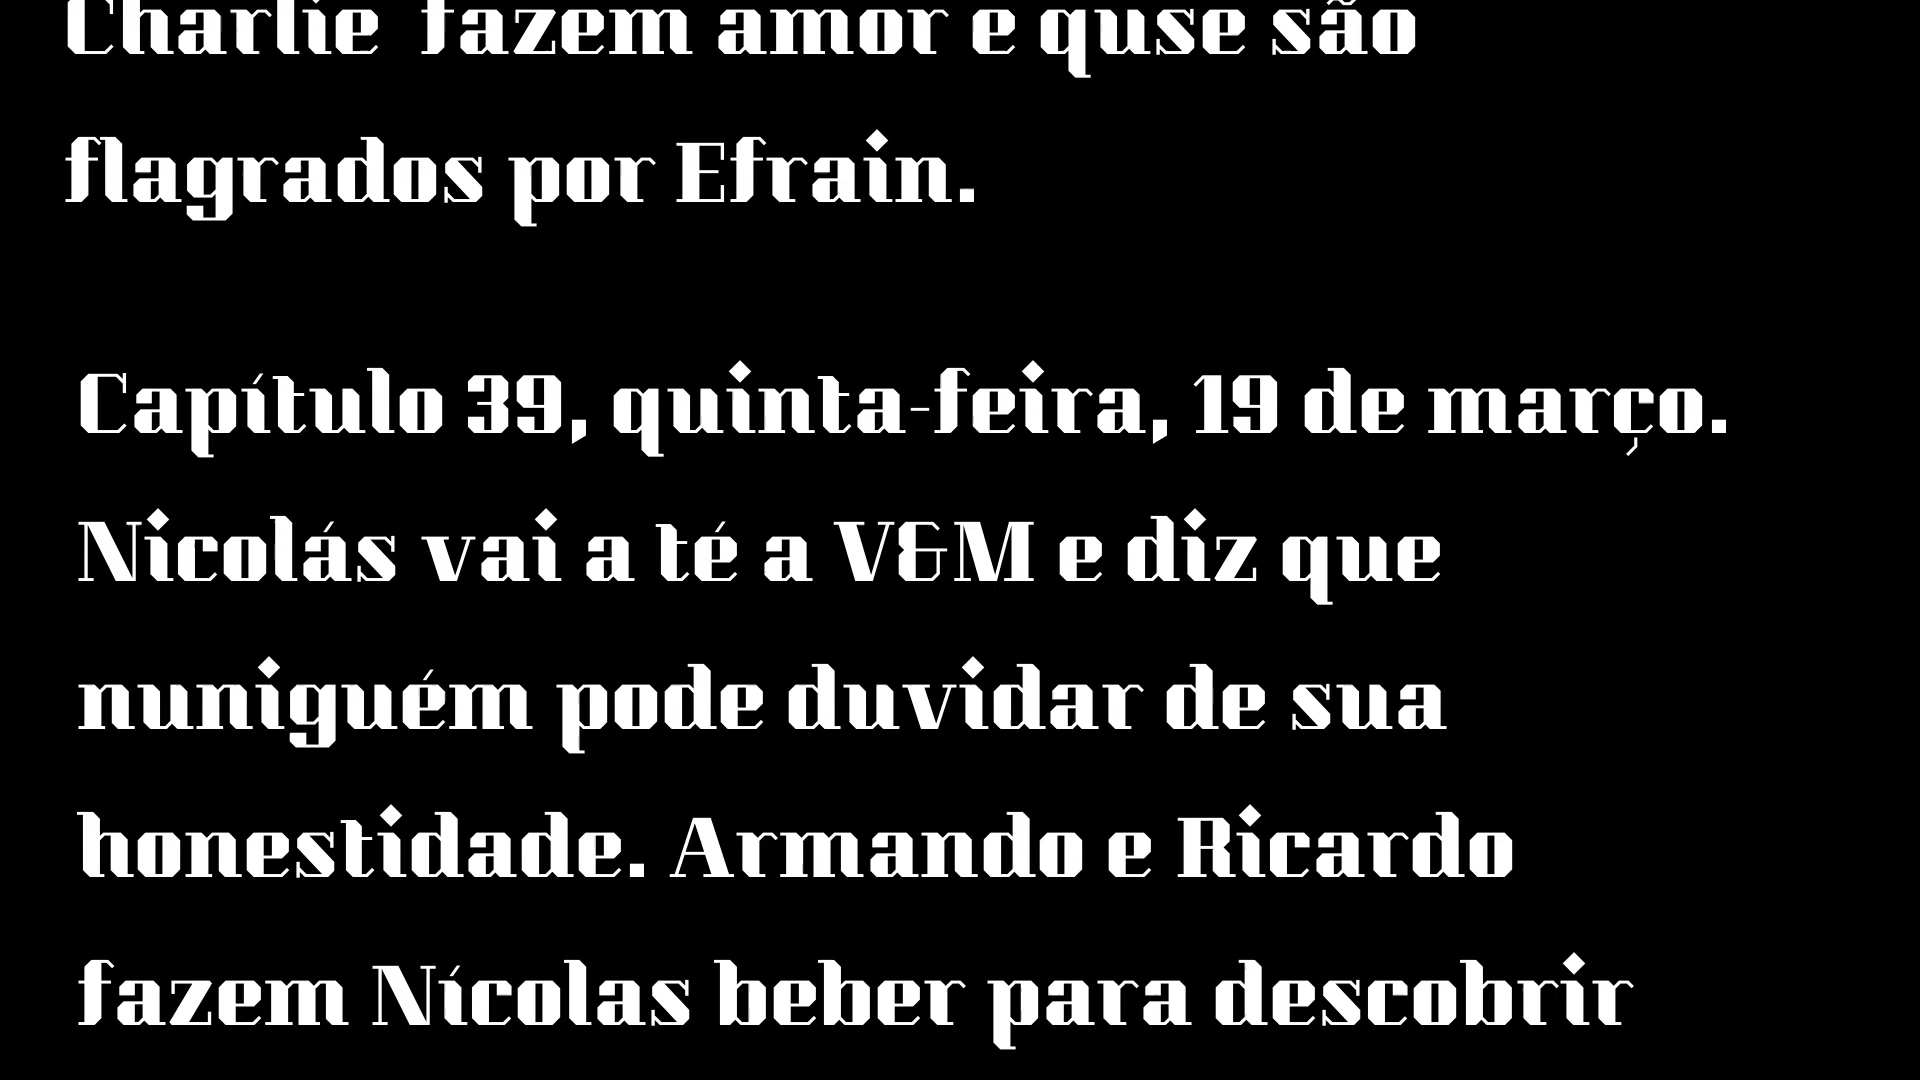 Charlie fazem amor e quse são
flagrados por Efrain.
Capítulo 39, quinta-feira, 19 de março.
Nicolás vai a té a V&M e diz que
nuniguém pode duvidar de sua
honestidade. Armando e Ricardo
fazem Nícolas beber para descobrir